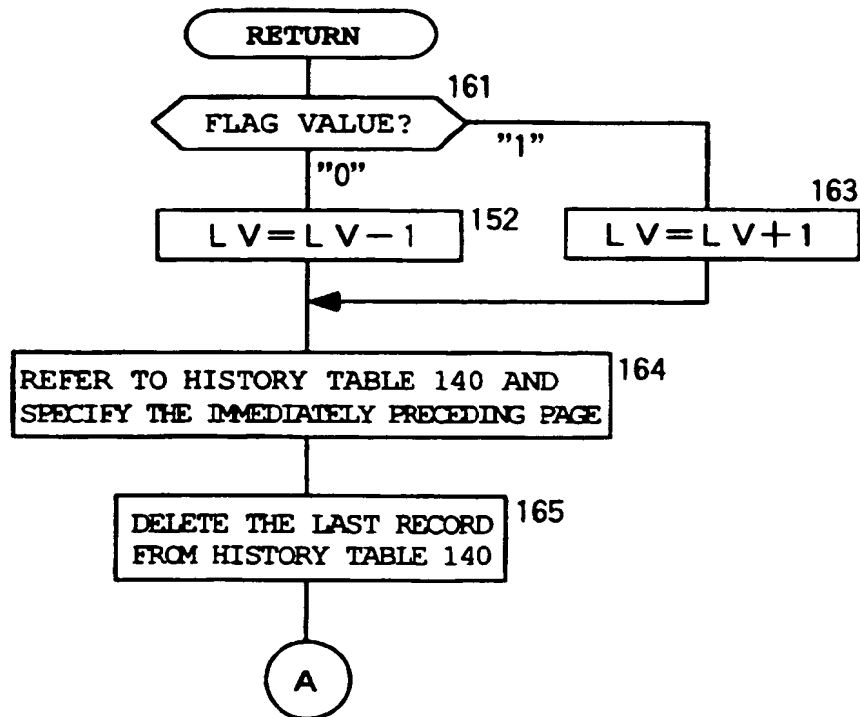 RETURN
161
FLAG VALUE?
"1"
"0"
163
LV=LV-1
152
LV=LV+1
REFER TO HISTORY TABLE 140 AND
164
SPECIFY THE IMMEDIATELY PRECEDING PAGE
DELETE THE LAST RECORD
165
FROM HISTORY TABLE 140
A